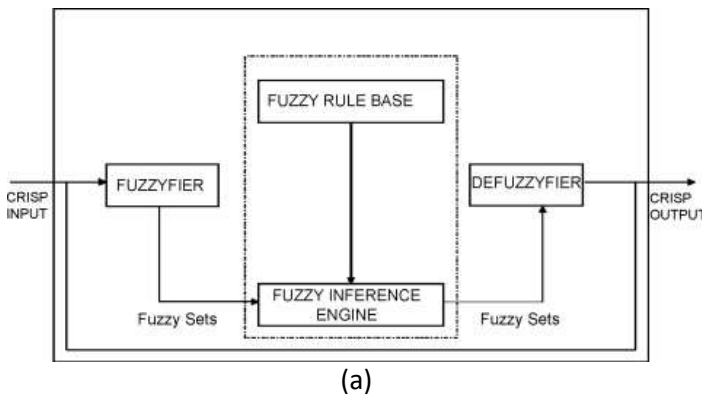 FUZZY RULE BASE
FUZZYFIER
DEFUZZYFIER
CRISP
INPUT
CRISP
OUTPUT
FUZZY INFERENCE
ENGINE
Fuzzy Sets
Fuzzy Sets
(a)